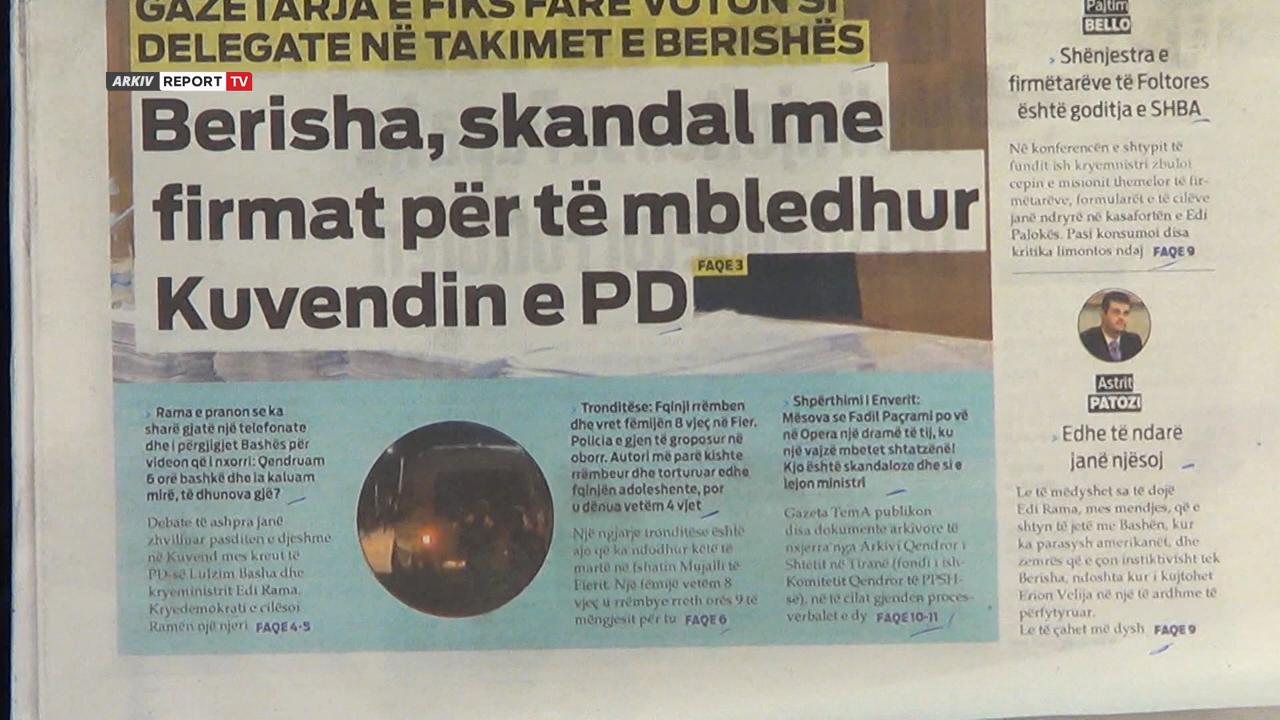 GAZETARJA E FIKS FARE VOTON SI
DELEGATE NË TAKIMET E BERISHËS
ARKIV REPORT TV
Berisha, skandal me
firmat për të mbledhur
Kuvendin e PD
FAQE 3
› Rama e pranon se ka
sharë gjatë një telefonate
dhe i përgjigjet Bashës për
videon që i nxorri: Qendruam
6 orë bashkë dhe ia kaluam
mirë, të dhunova gjë?
Debate të ashpra janë
zhvilluar pasditen e djeshme
në Kuvend mes kreut të
PD-së Lulzim Basha dhe
kryeministrit Edi Rama.
Kryedemokrati e cilësoi
Ramën një njeri FAQE 4-5
› Tronditëse: Fqinji rrëmben
dhe vret fëmijën 8 vjeç në Fier.
Policia e gjen të groposur në
oborr. Autori më parë kishte
rrëmbeur dhe torturuar edhe
fqinjën adoleshente, por
u dënua vetëm 4 vjet
Një ngjarje tronditëse është
ajo që ka ndodhur këtë të
martë në fshatin Mujalli të
Fierit. Një fëmijë vetëm 8
vjeç u rrëmbye rreth orës 9 të
mëngjesit për tu FAQE 6
› Shpërthimi i Enverit:
Mësova se Fadil Paçrami po vë
në Opera një dramë të tij, ku
një vajzë mbetet shtatzënë!
Kjo është skandaloze dhe si e
lejon ministri
Gazeta TemA publikon
disa dokumente arkivore të
nxjerra nga Arkivi Qendror i
Shtetit në Tiranë (fondi i ish-
Komitetit Qendror të PPSH-
së), në të cilat gjenden proces-
verbalet e dy FAQE 10-11
Pajtim
BELLO
› Shënjestra e
firmëtarëve të Foltores
është goditja e SHBA
Në konferencën e shtypit të
fundit ish kryemnistri zbuloi
cepin e misionit themelor të fir-
mëtarëve, formularët e të cilëve
janë ndryrë në kasafortën e Edi
Palokës. Pasi konsumoi disa
kritika limontos ndaj FAQE 9
Astrit
PATOZI
› Edhe të ndarë
janë njësoj
Le të mëdyshet sa të dojë
Edi Rama, mes mendjes, që e
shtyn të jetë me Bashën, kur
ka parasysh amerikanët, dhe
zemrës që e çon instiktivisht tek
Berisha, ndoshta kur i kujtohet
Erion Velija në një të ardhme të
përfytyruar.
Le të çahet më dysh FAQE 9